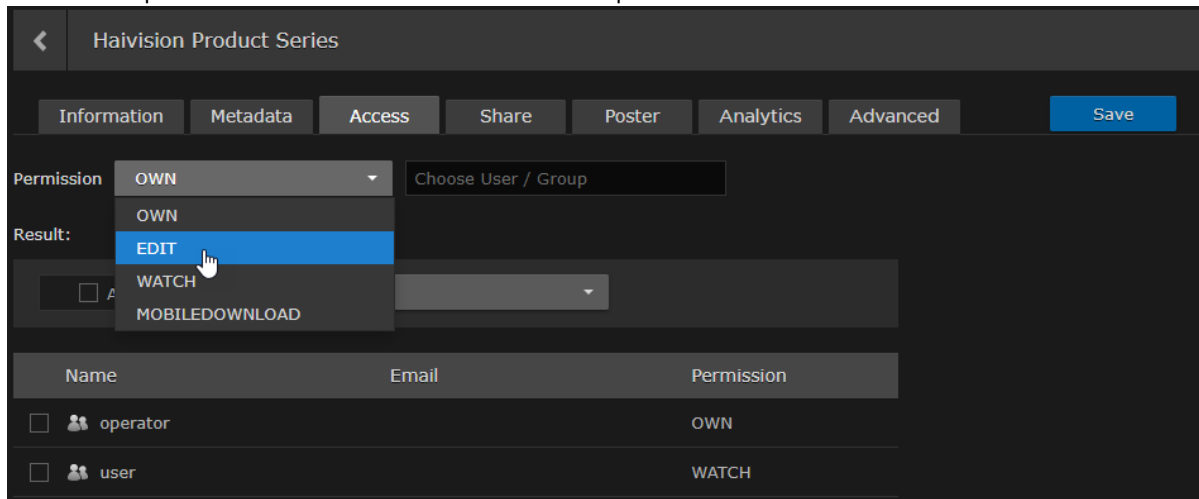 Haivision Product Series
Information Metadata Access Share Poster Analytics Advanced Save
Permission OWN Choose User / Group
OWN
Result:
EDIT
WATCH
MOBILEDOWNLOAD
Name Email Permission
operator OWN
user WATCH